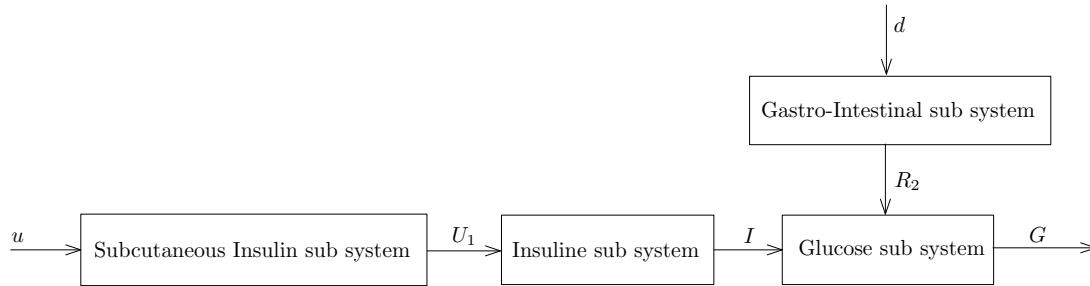 d
Gastro-Intestinal sub system
R₂
u
Subcutaneous Insulin sub system
U₁
Insuline sub system
I
Glucose sub system
G